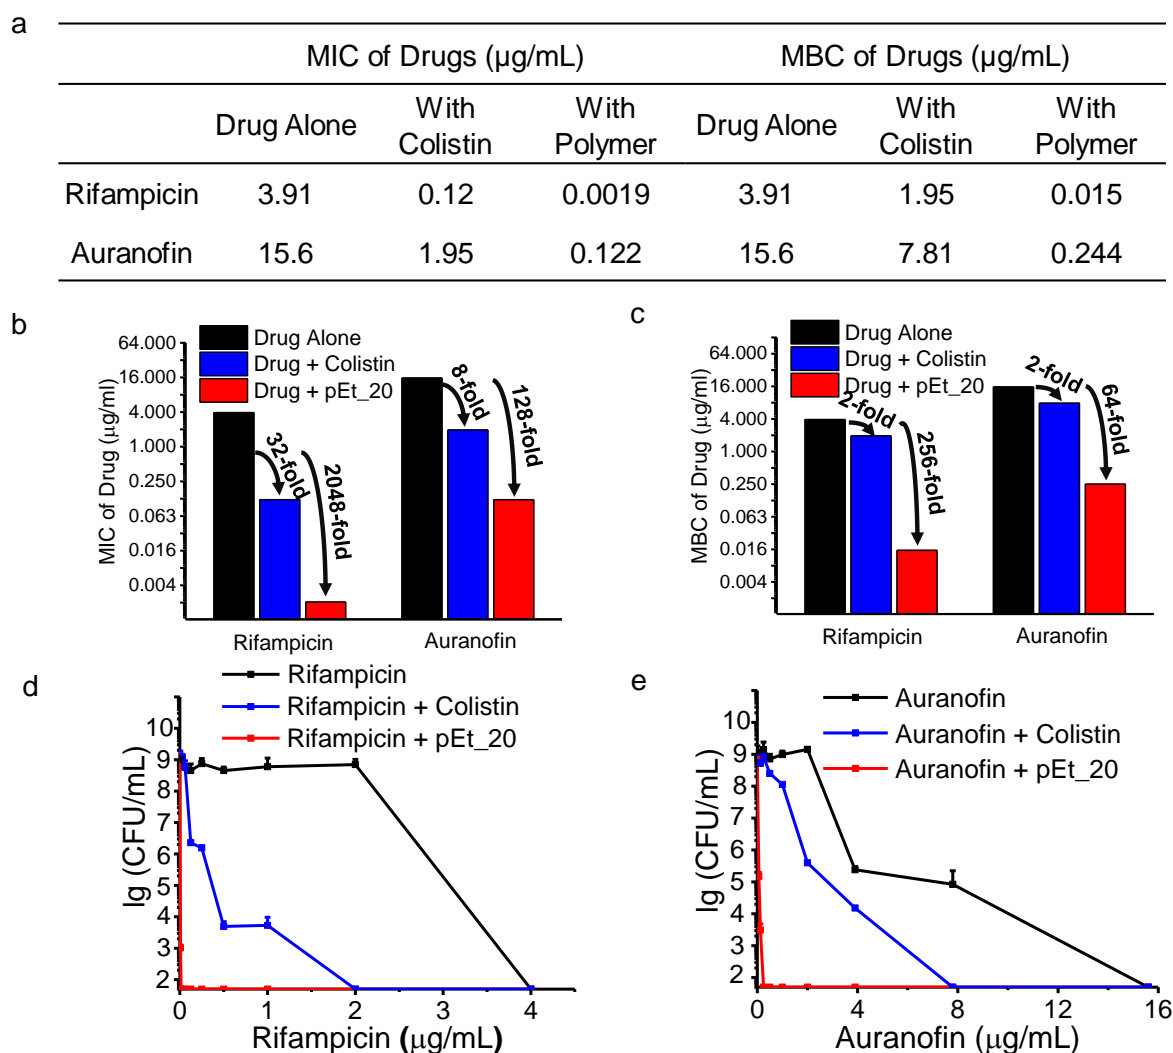 a
MIC of Drugs (µg/mL) MBC of Drugs (µg/mL)
Drug Alone With Colistin With Polymer Drug Alone With Colistin With Polymer
Rifampicin 3.91 0.12 0.0019 3.91 1.95 0.015
Auranofin 15.6 1.95 0.122 15.6 7.81 0.244
b
MIC of Drug (µg/ml)
64.000
16.000
4.000
1.000
0.250
0.063
0.016
0.004
Drug Alone
Drug + Colistin
Drug + pEt_20
32-fold
2048-fold
8-fold
128-fold
Rifampicin Auranofin
c
MBC of Drug (µg/ml)
64.000
16.000
4.000
1.000
0.250
0.063
0.016
0.004
Drug Alone
Drug + Colistin
Drug + pEt_20
2-fold
256-fold
2-fold
64-fold
Rifampicin Auranofin
d
lg (CFU/mL)
10
9
8
7
6
5
4
3
2
Rifampicin
Rifampicin + Colistin
Rifampicin + pEt_20
0 1 2 4
Rifampicin (µg/mL)
e
lg (CFU/mL)
10
9
8
7
6
5
4
3
2
Auranofin
Auranofin + Colistin
Auranofin + pEt_20
0 4 8 16
Auranofin (µg/mL)